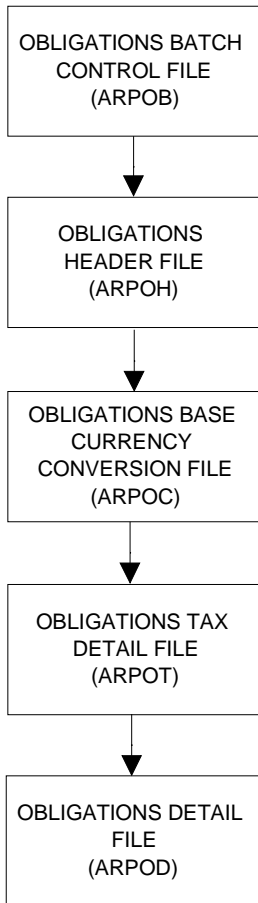 OBLIGATIONS BATCH
CONTROL FILE
(ARPOB)
OBLIGATIONS
HEADER FILE
(ARPOH)
OBLIGATIONS BASE
CURRENCY
CONVERSION FILE
(ARPOC)
OBLIGATIONS TAX
DETAIL FILE
(ARPOT)
OBLIGATIONS DETAIL
FILE
(ARPOD)